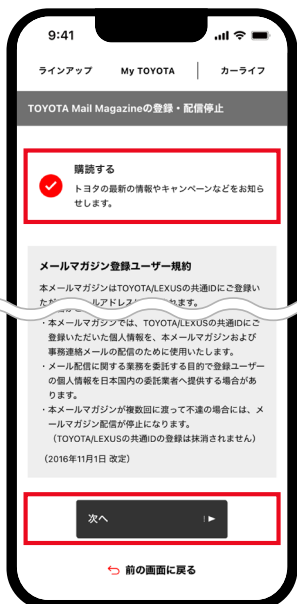 9:41
ラインアップ My TOYOTA カーライフ
TOYOTA Mail Magazineの登録・配信停止
購読する
トヨタの最新の情報やキャンペーンなどをお知ら
せします。
メールマガジン登録ユーザー規約
本メールマガジンはTOYOTA/LEXUSの共通IDにご登録い
・本メールマガジンでは、TOYOTA/LEXUSの共通IDにご
登録いただいた個人情報を、本メールマガジンおよび
事務連絡メールの配信のために使用いたします。
・メール配信に関する業務を委託する目的で登録ユーザー
の個人情報を日本国内の委託業者へ提供する場合があ
ります。
・本メールマガジンが複数回に渡って不達の場合には、メ
ールマガジン配信が停止になります。
（TOYOTA/LEXUSの共通IDの登録は抹消されません）
（2016年11月1日 改定）
次へ
前の画面に戻る